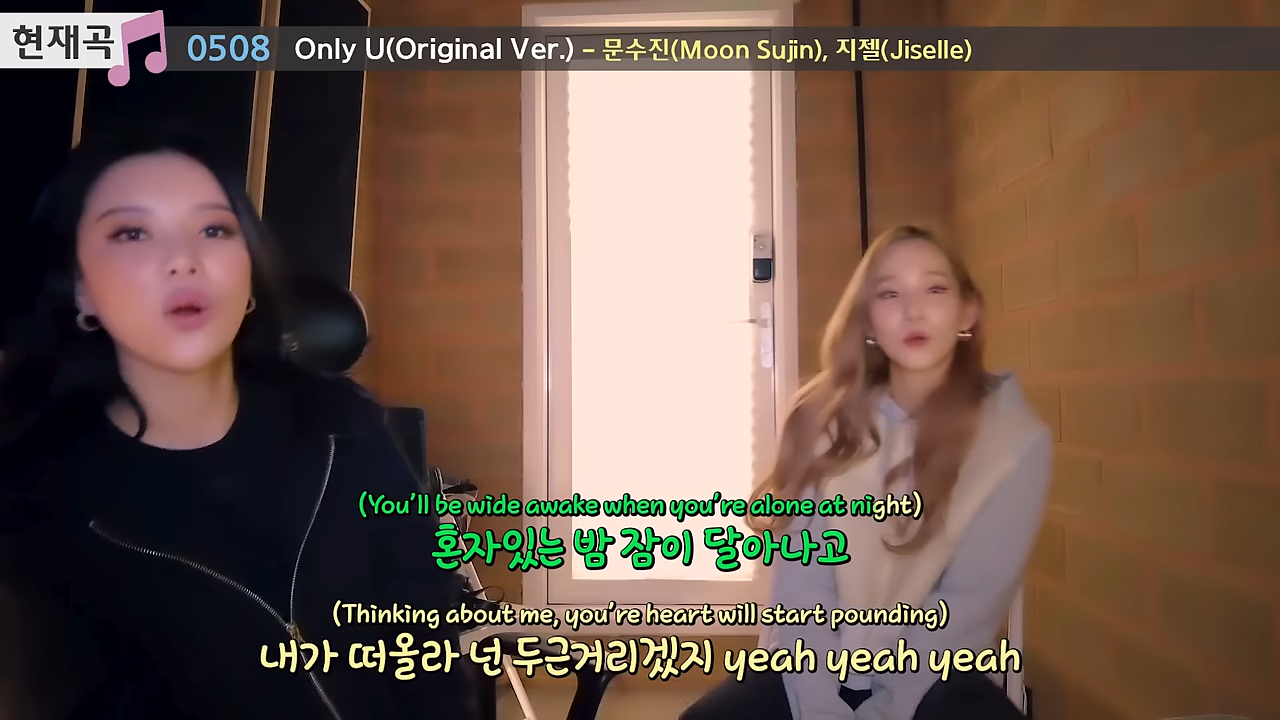 현재곡 0508 Only U(Original Ver.) - 문수진(Moon Sujin), 지젤(Jiselle)
(You'll be wide awake when you're alone at night)
혼자있는 밤 잠이 달아나고
(Thinking about me, you're heart will start pounding)
내가 떠올라 넌 두근거리겠지 yeah yeah yeah